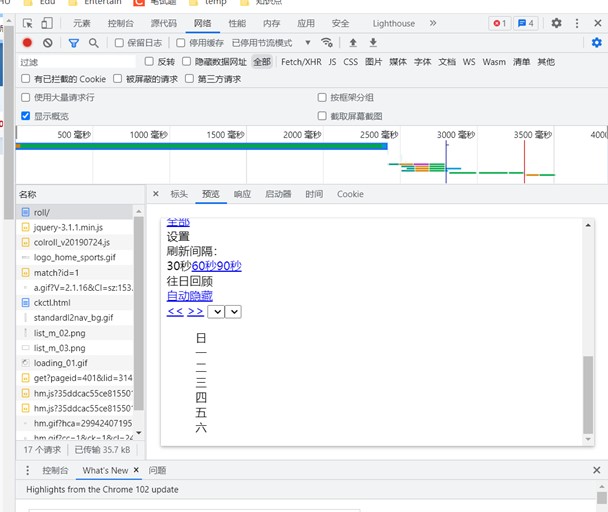 Edu Entertain 笔试题 temp 知识点
元素 控制台 源代码 网络 性能 内存 应用 安全 Lighthouse 1 4
保留日志 停用缓存 已停用节流模式
过滤 反转 隐藏数据网址 全部 Fetch/XHR JS CSS 图片 媒体 字体 文档 WS Wasm 清单 其他
有已拦截的 Cookie 被屏蔽的请求 第三方请求
使用大量请求行 按框架分组
显示概览 截取屏幕截图
500 毫秒 1000 毫秒 1500 毫秒 2000 毫秒 2500 毫秒 3000 毫秒 3500 毫秒 4000
名称 × 标头 预览 响应 启动器 时间 Cookie
roll/
jquery-3.1.1.min.js
colroll_v20190724.js
logo_home_sports.gif
match?id=1
a.gif?V=2.1.16&CI=sz:153.
ckctl.html
standardl2nav_bg.gif
list_m_02.png
list_m_03.png
loading_01.gif
get?pageid=401&lid=314
hm.js?35ddcac55ce815501
hm.js?35ddcac55ce815501
hm.gif?hca=29942407195
hm.gif?cc=1&ck=1&cl=24
全部
设置
刷新间隔：
30秒60秒90秒
往日回顾
自动隐藏
<< >>
日
一
二
三
四
五
六
17 个请求 已传输 35.7 kB
控制台 What's New × 问题
Highlights from the Chrome 102 update